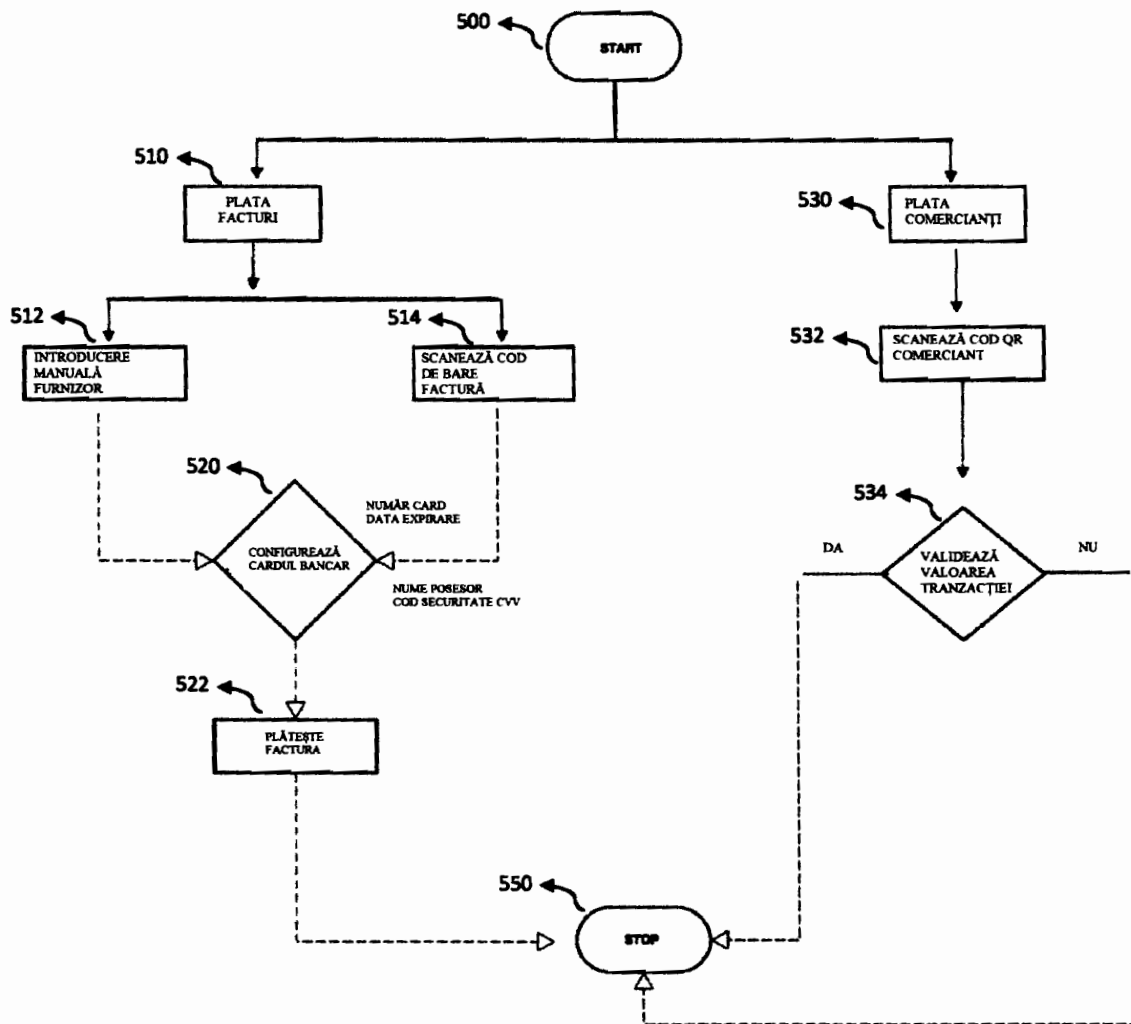 500
START
510
PLATA
FACTURI
530
PLATA
COMERCIANȚI
512
INTRODUCERE
MANUALĂ
FURNIZOR
514
SCANEAZĂ COD
DE BARE
FACTURĂ
532
SCANEAZĂ COD QR
COMERCIANT
520
CONFIGUREAZĂ
CARDUL BANCAR
NUMĂR CARD
DATA EXPIRARE
NUME POSESOR
COD SECURITATE CVV
534
DA
VALIDEAZĂ
VALOAREA
TRANZACȚIEI
NU
522
PLĂTEȘTE
FACTURA
550
STOP